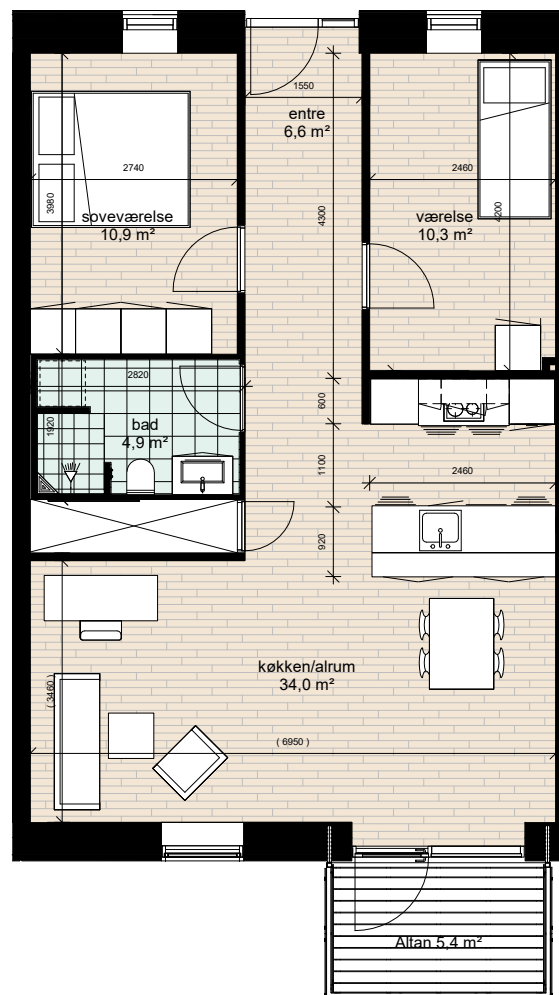 1550
entre
6,6 m²
2740
3980
soveværelse
10,9 m²
4300
2460
4200
værelse
10,3 m²
2820
1920
bad
4,9 m²
600
1100
2460
920
køkken/alrum
34,0 m²
( 3460 )
( 6950 )
Altan 5,4 m²